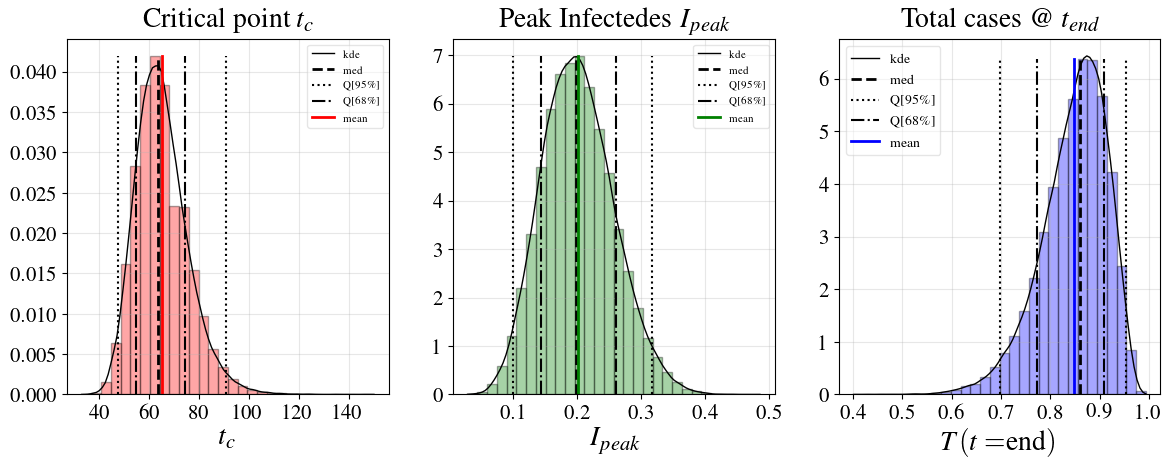 Critical point t_c
0.040
0.035
0.030
0.025
0.020
0.015
0.010
0.005
0.000
40 60 80 100 120 140
t_c
kde
med
Q[95%]
Q[68%]
mean
Peak Infectedes I_peak
7
6
5
4
3
2
1
0
0.1 0.2 0.3 0.4 0.5
I_peak
kde
med
Q[95%]
Q[68%]
mean
Total cases @ t_end
6
5
4
3
2
1
0
0.4 0.5 0.6 0.7 0.8 0.9 1.0
T (t =end)
kde
med
Q[95%]
Q[68%]
mean